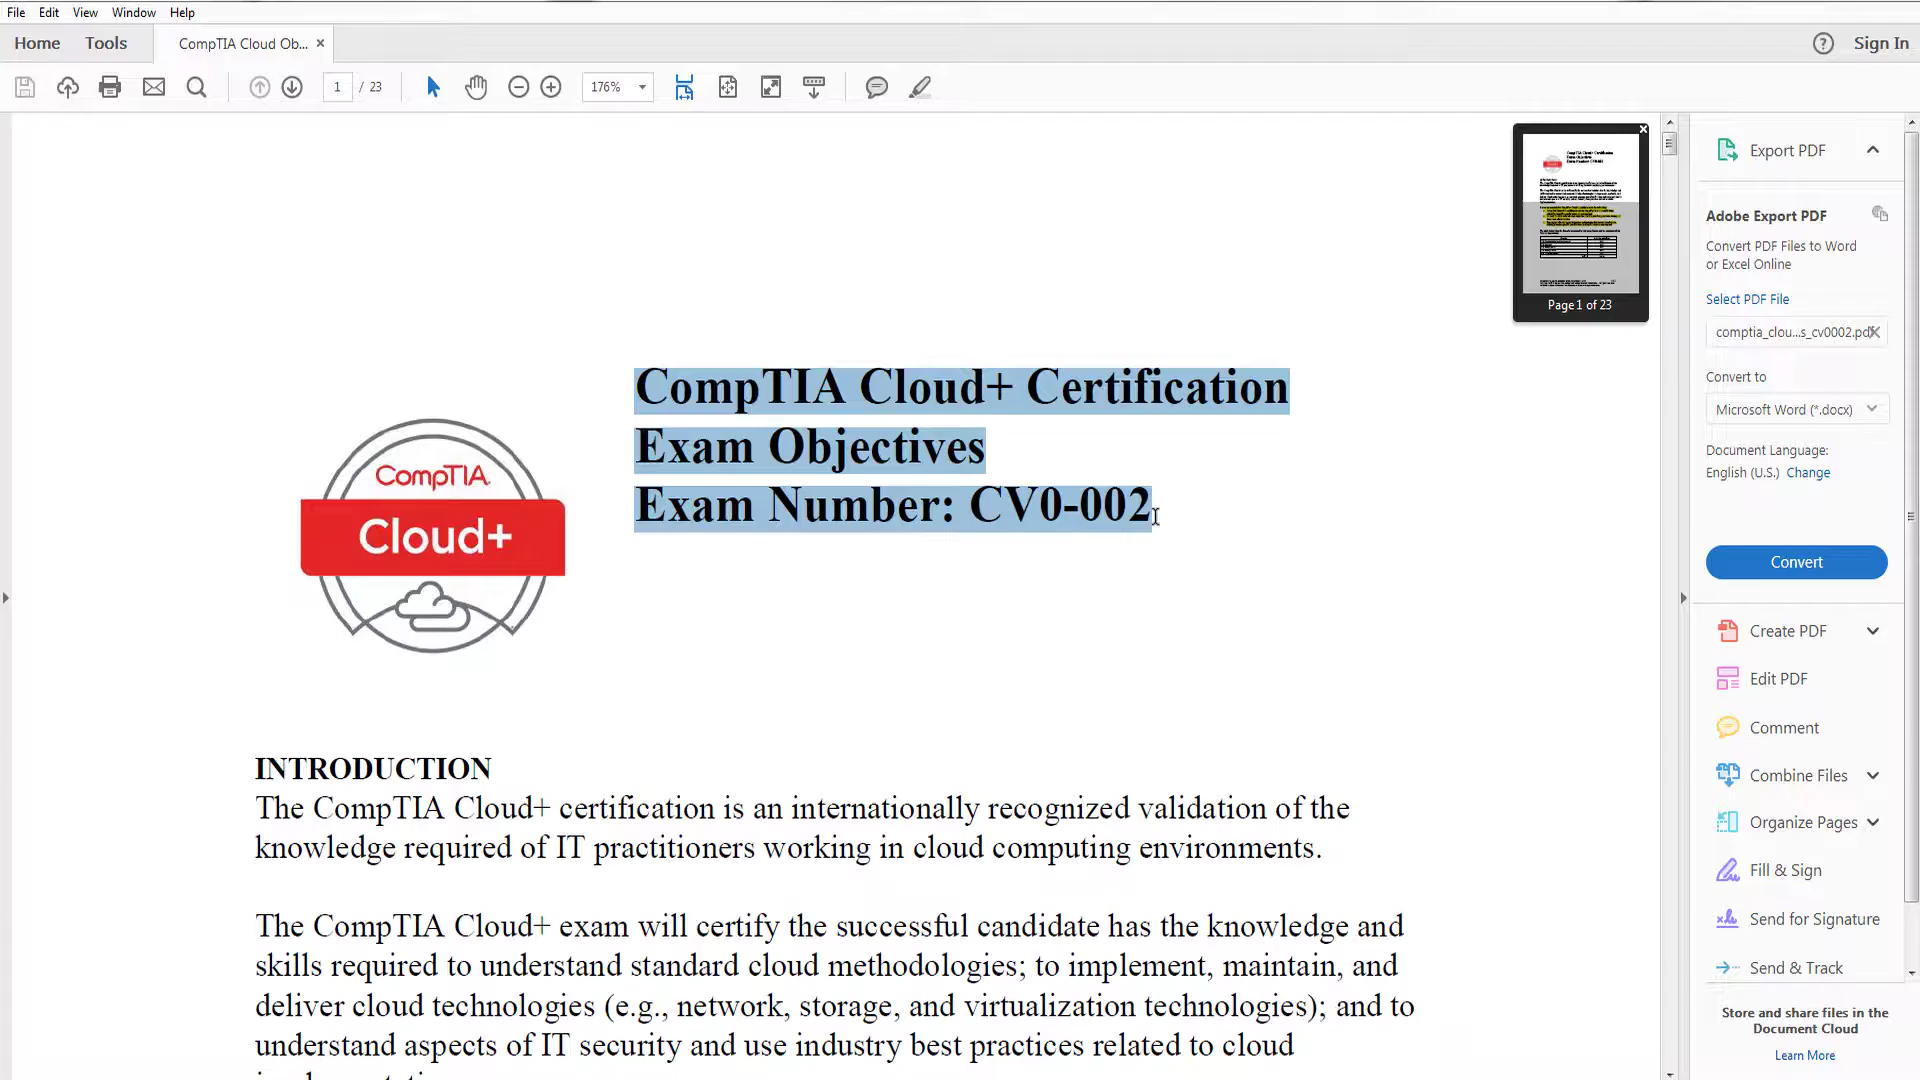 File Edit View Window Help
Home Tools CompTIA Cloud Ob... × Sign In
1 / 23 176%
Page 1 of 23
CompTIA Cloud+ Certification
Exam Objectives
Exam Number: CV0-002
CompTIA.
Cloud+
INTRODUCTION
The CompTIA Cloud+ certification is an internationally recognized validation of the
knowledge required of IT practitioners working in cloud computing environments.
The CompTIA Cloud+ exam will certify the successful candidate has the knowledge and
skills required to understand standard cloud methodologies; to implement, maintain, and
deliver cloud technologies (e.g., network, storage, and virtualization technologies); and to
understand aspects of IT security and use industry best practices related to cloud
Export PDF
Adobe Export PDF
Convert PDF Files to Word
or Excel Online
Select PDF File
comptia_clou...s_cv0002.pdf
Convert to
Microsoft Word (*.docx)
Document Language:
English (U.S.) Change
Convert
Create PDF
Edit PDF
Comment
Combine Files
Organize Pages
Fill & Sign
Send for Signature
Send & Track
Store and share files in the
Document Cloud
Learn More